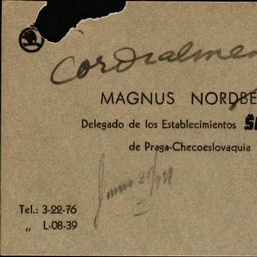 Cordialmen
MAGNUS NORDBE
Delegado de los Establecimientos
de Praga-Checoeslovaquia
Tel.: 3-22-76
„ L-08-39